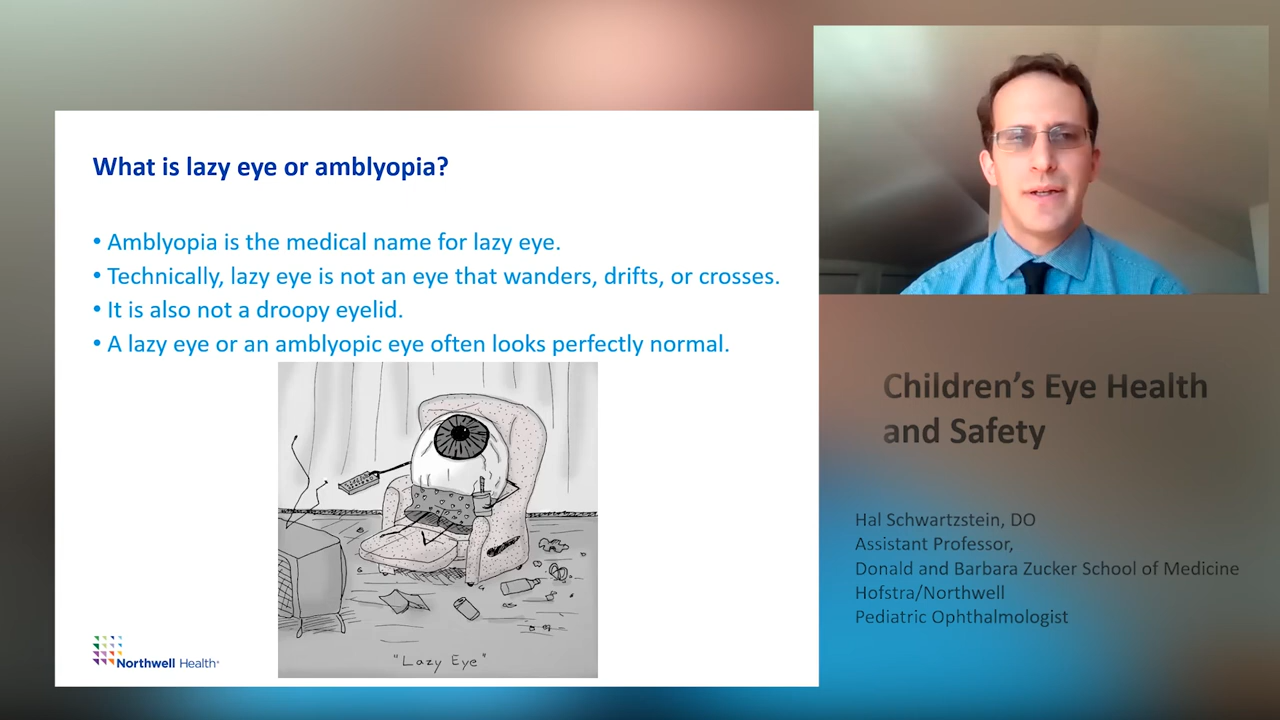 What is lazy eye or amblyopia?
• Amblyopia is the medical name for lazy eye.
• Technically, lazy eye is not an eye that wanders, drifts, or crosses.
• It is also not a droopy eyelid.
• A lazy eye or an amblyopic eye often looks perfectly normal.
"Lazy Eye"
Northwell Health
Children's Eye Health
and Safety
Hal Schwartzstein, DO
Assistant Professor,
Donald and Barbara Zucker School of Medicine
Hofstra/Northwell
Pediatric Ophthalmologist